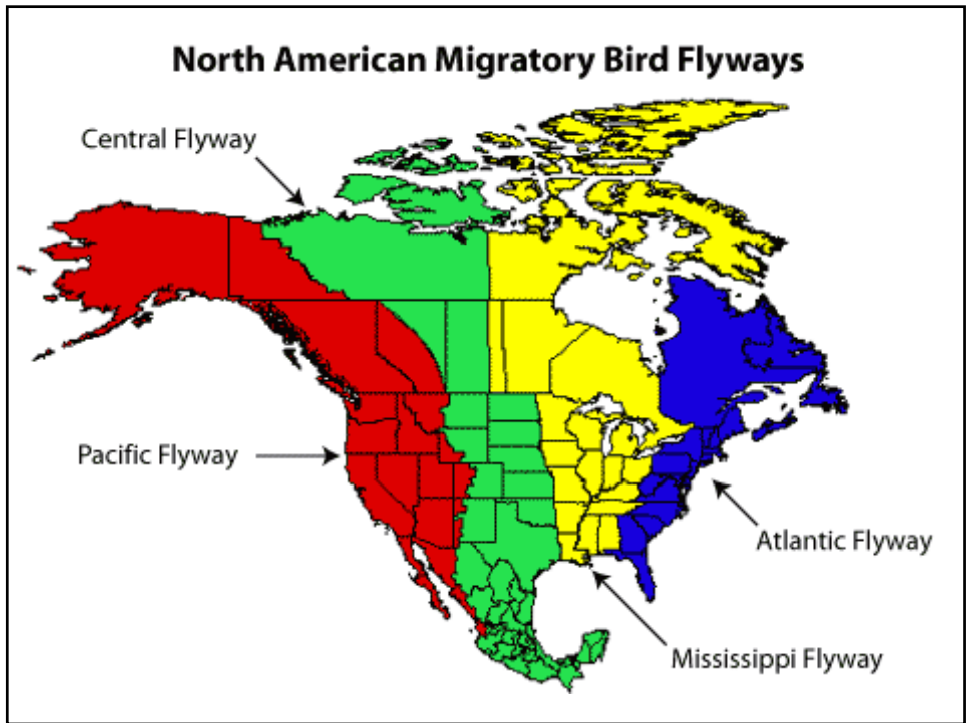 North American Migratory Bird Flyways
Central Flyway
Pacific Flyway
Atlantic Flyway
Mississippi Flyway